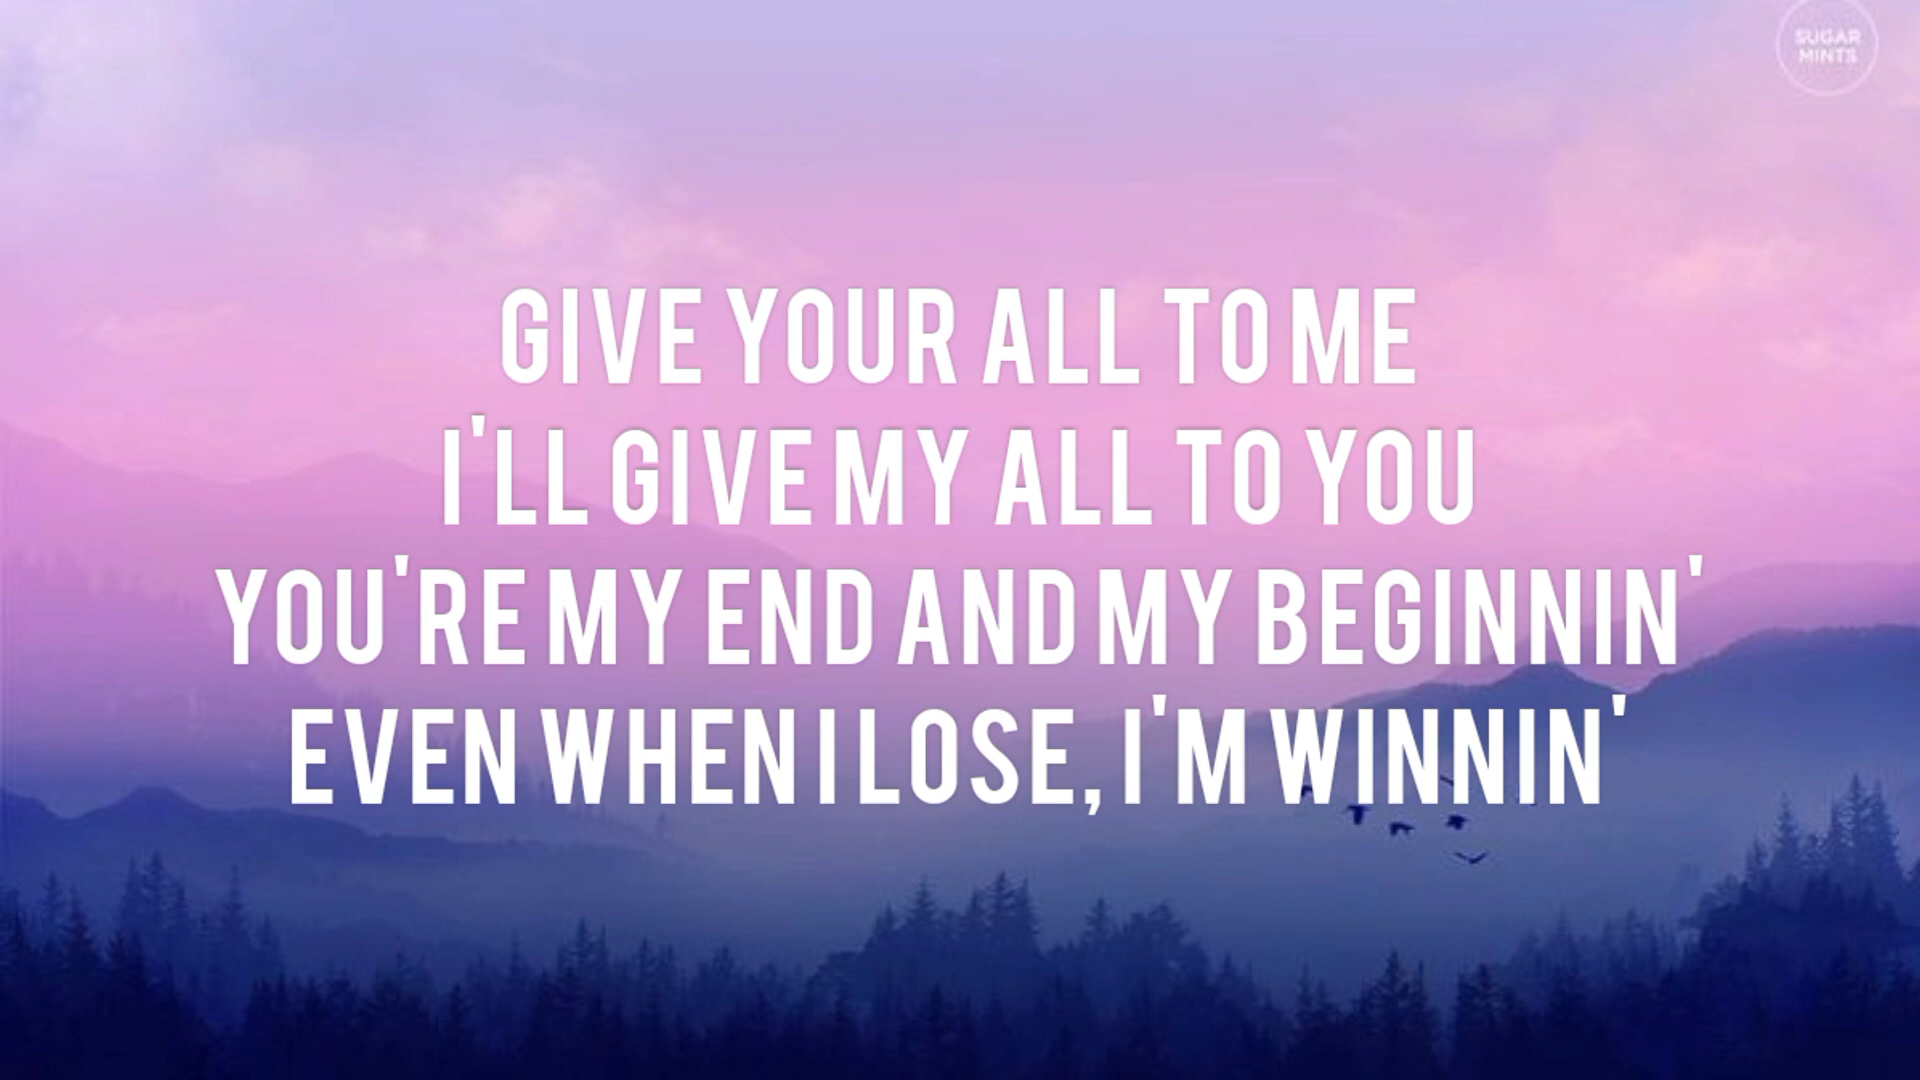 SUGAR
MINTS
GIVE YOUR ALL TO ME
I'LL GIVE MY ALL TO YOU
YOU'RE MY END AND MY BEGINNIN'
EVEN WHEN I LOSE, I'M WINNIN'